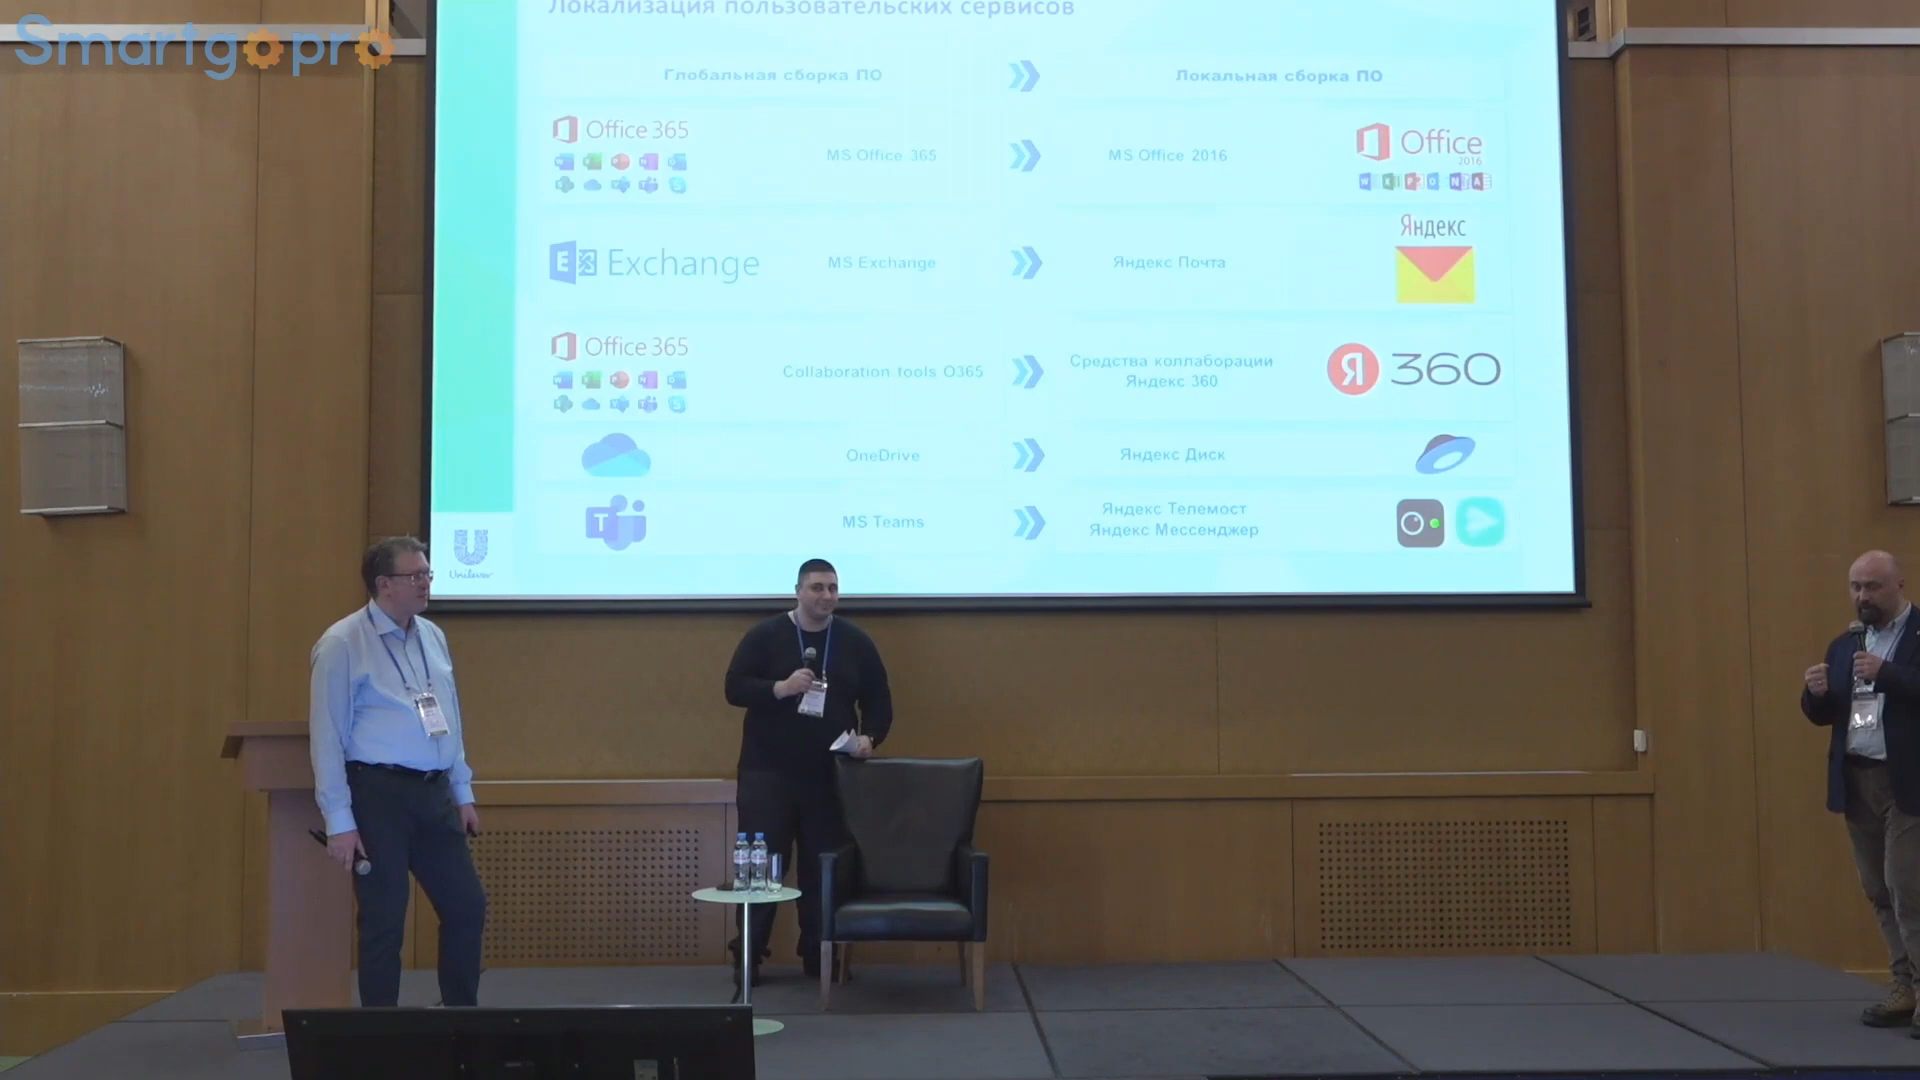 Smartgopro
Локализация пользовательских сервисов
Глобальная сборка ПО
Локальная сборка ПО
Office 365
MS Office 365
MS Office 2016
Office
2016
Exchange
MS Exchange
Яндекс Почта
Яндекс
Office 365
Collaboration tools O365
Средства коллаборации
Яндекс 360
Я 360
OneDrive
Яндекс Диск
MS Teams
Яндекс Телемост
Яндекс Мессенджер
Unilever